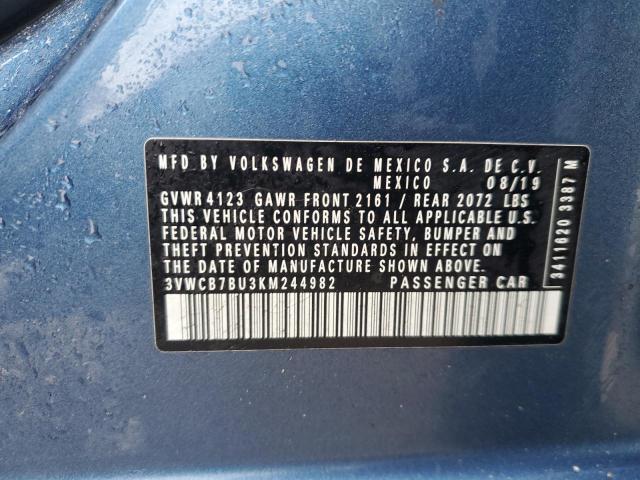 MFD BY VOLKSWAGEN DE MEXICO S.A. DE C.V.
MEXICO 08/19
GVWR 4123 GAWR FRONT 2161 / REAR 2072 LBS
THIS VEHICLE CONFORMS TO ALL APPLICABLE U.S.
FEDERAL MOTOR VEHICLE SAFETY, BUMPER AND
THEFT PREVENTION STANDARDS IN EFFECT ON
DATE OF MANUFACTURE SHOWN ABOVE.
3VWCB7BU3KM244982 PASSENGER CAR
3411620 3387 M